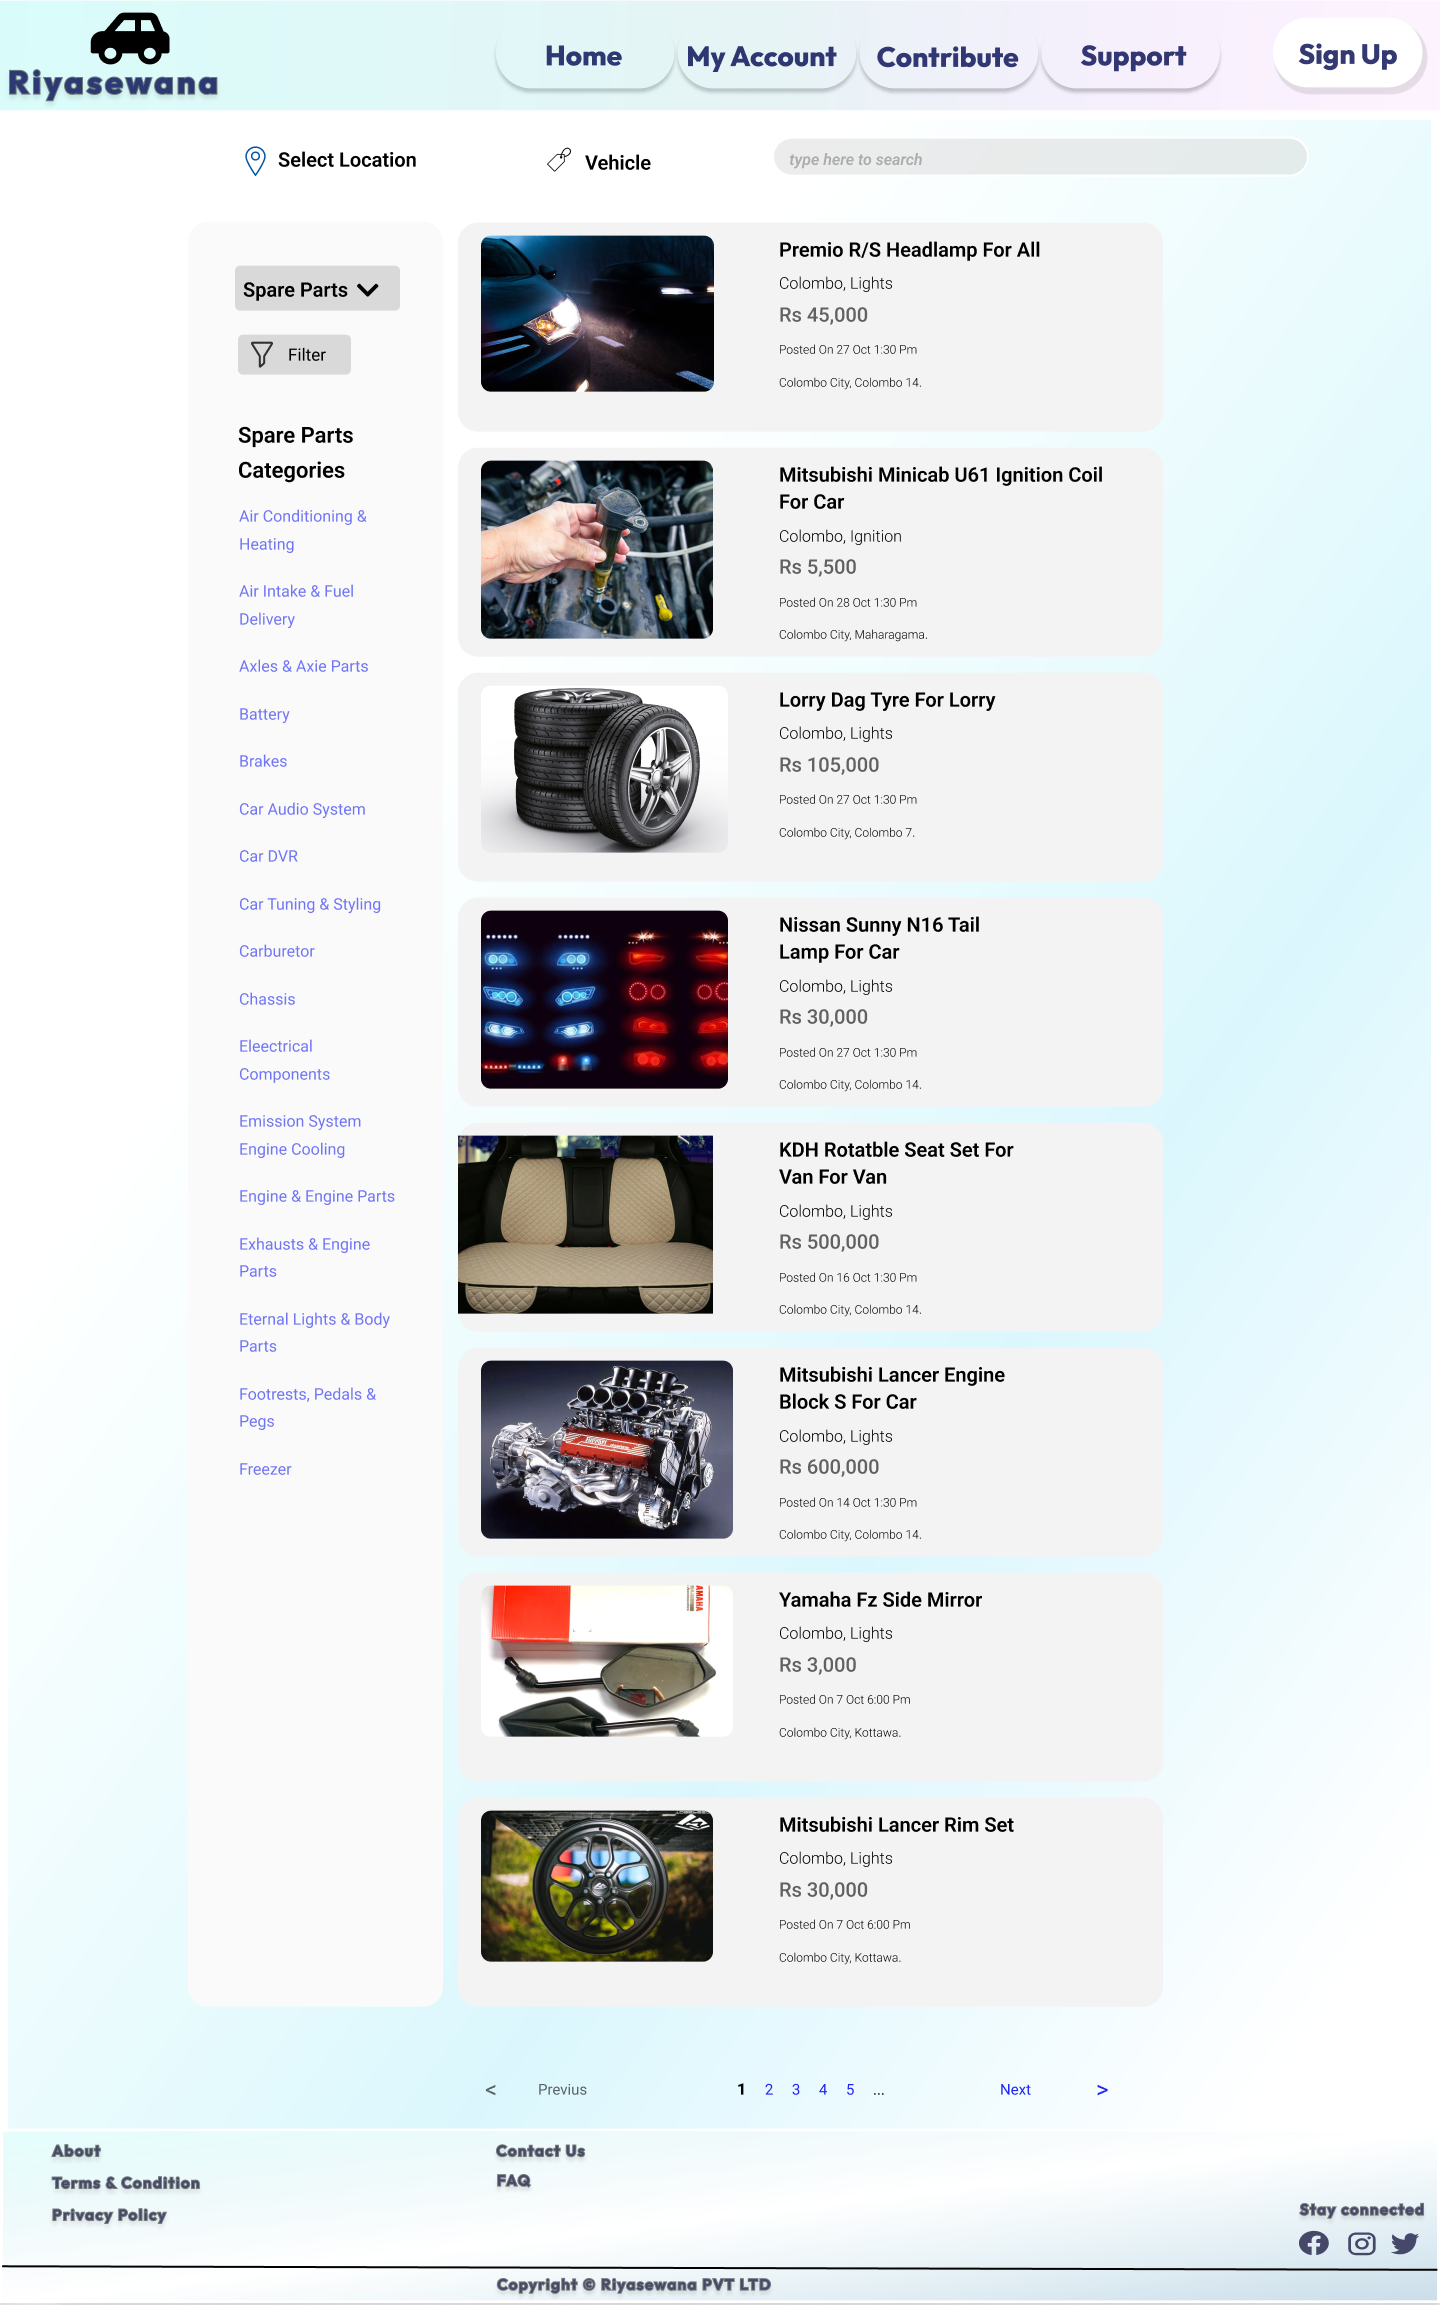 Riyasewana
Home
My Account
Contribute
Support
Sign Up
Select Location
Vehicle
type here to search
Spare Parts
Filter
Spare Parts
Categories
Air Conditioning &
Heating
Air Intake & Fuel
Delivery
Axles & Axie Parts
Battery
Brakes
Car Audio System
Car DVR
Car Tuning & Styling
Carburetor
Chassis
Eleectrical
Components
Emission System
Engine Cooling
Engine & Engine Parts
Exhausts & Engine
Parts
Eternal Lights & Body
Parts
Footrests, Pedals &
Pegs
Freezer
Premio R/S Headlamp For All
Colombo, Lights
Rs 45,000
Posted On 27 Oct 1:30 Pm
Colombo City, Colombo 14.
Mitsubishi Minicab U61 Ignition Coil
For Car
Colombo, Ignition
Rs 5,500
Posted On 28 Oct 1:30 Pm
Colombo City, Maharagama.
Lorry Dag Tyre For Lorry
Colombo, Lights
Rs 105,000
Posted On 27 Oct 1:30 Pm
Colombo City, Colombo 7.
Nissan Sunny N16 Tail
Lamp For Car
Colombo, Lights
Rs 30,000
Posted On 27 Oct 1:30 Pm
Colombo City, Colombo 14.
KDH Rotatble Seat Set For
Van For Van
Colombo, Lights
Rs 500,000
Posted On 16 Oct 1:30 Pm
Colombo City, Colombo 14.
Mitsubishi Lancer Engine
Block S For Car
Colombo, Lights
Rs 600,000
Posted On 14 Oct 1:30 Pm
Colombo City, Colombo 14.
AMAHA
Yamaha Fz Side Mirror
Colombo, Lights
Rs 3,000
Posted On 7 Oct 6:00 Pm
Colombo City, Kottawa.
Mitsubishi Lancer Rim Set
Colombo, Lights
Rs 30,000
Posted On 7 Oct 6:00 Pm
Colombo City, Kottawa.
< Previus 1 2 3 4 5 ... Next >
About
Terms & Condition
Privacy Policy
Contact Us
FAQ
Stay connected
Copyright © Riyasewana PVT LTD